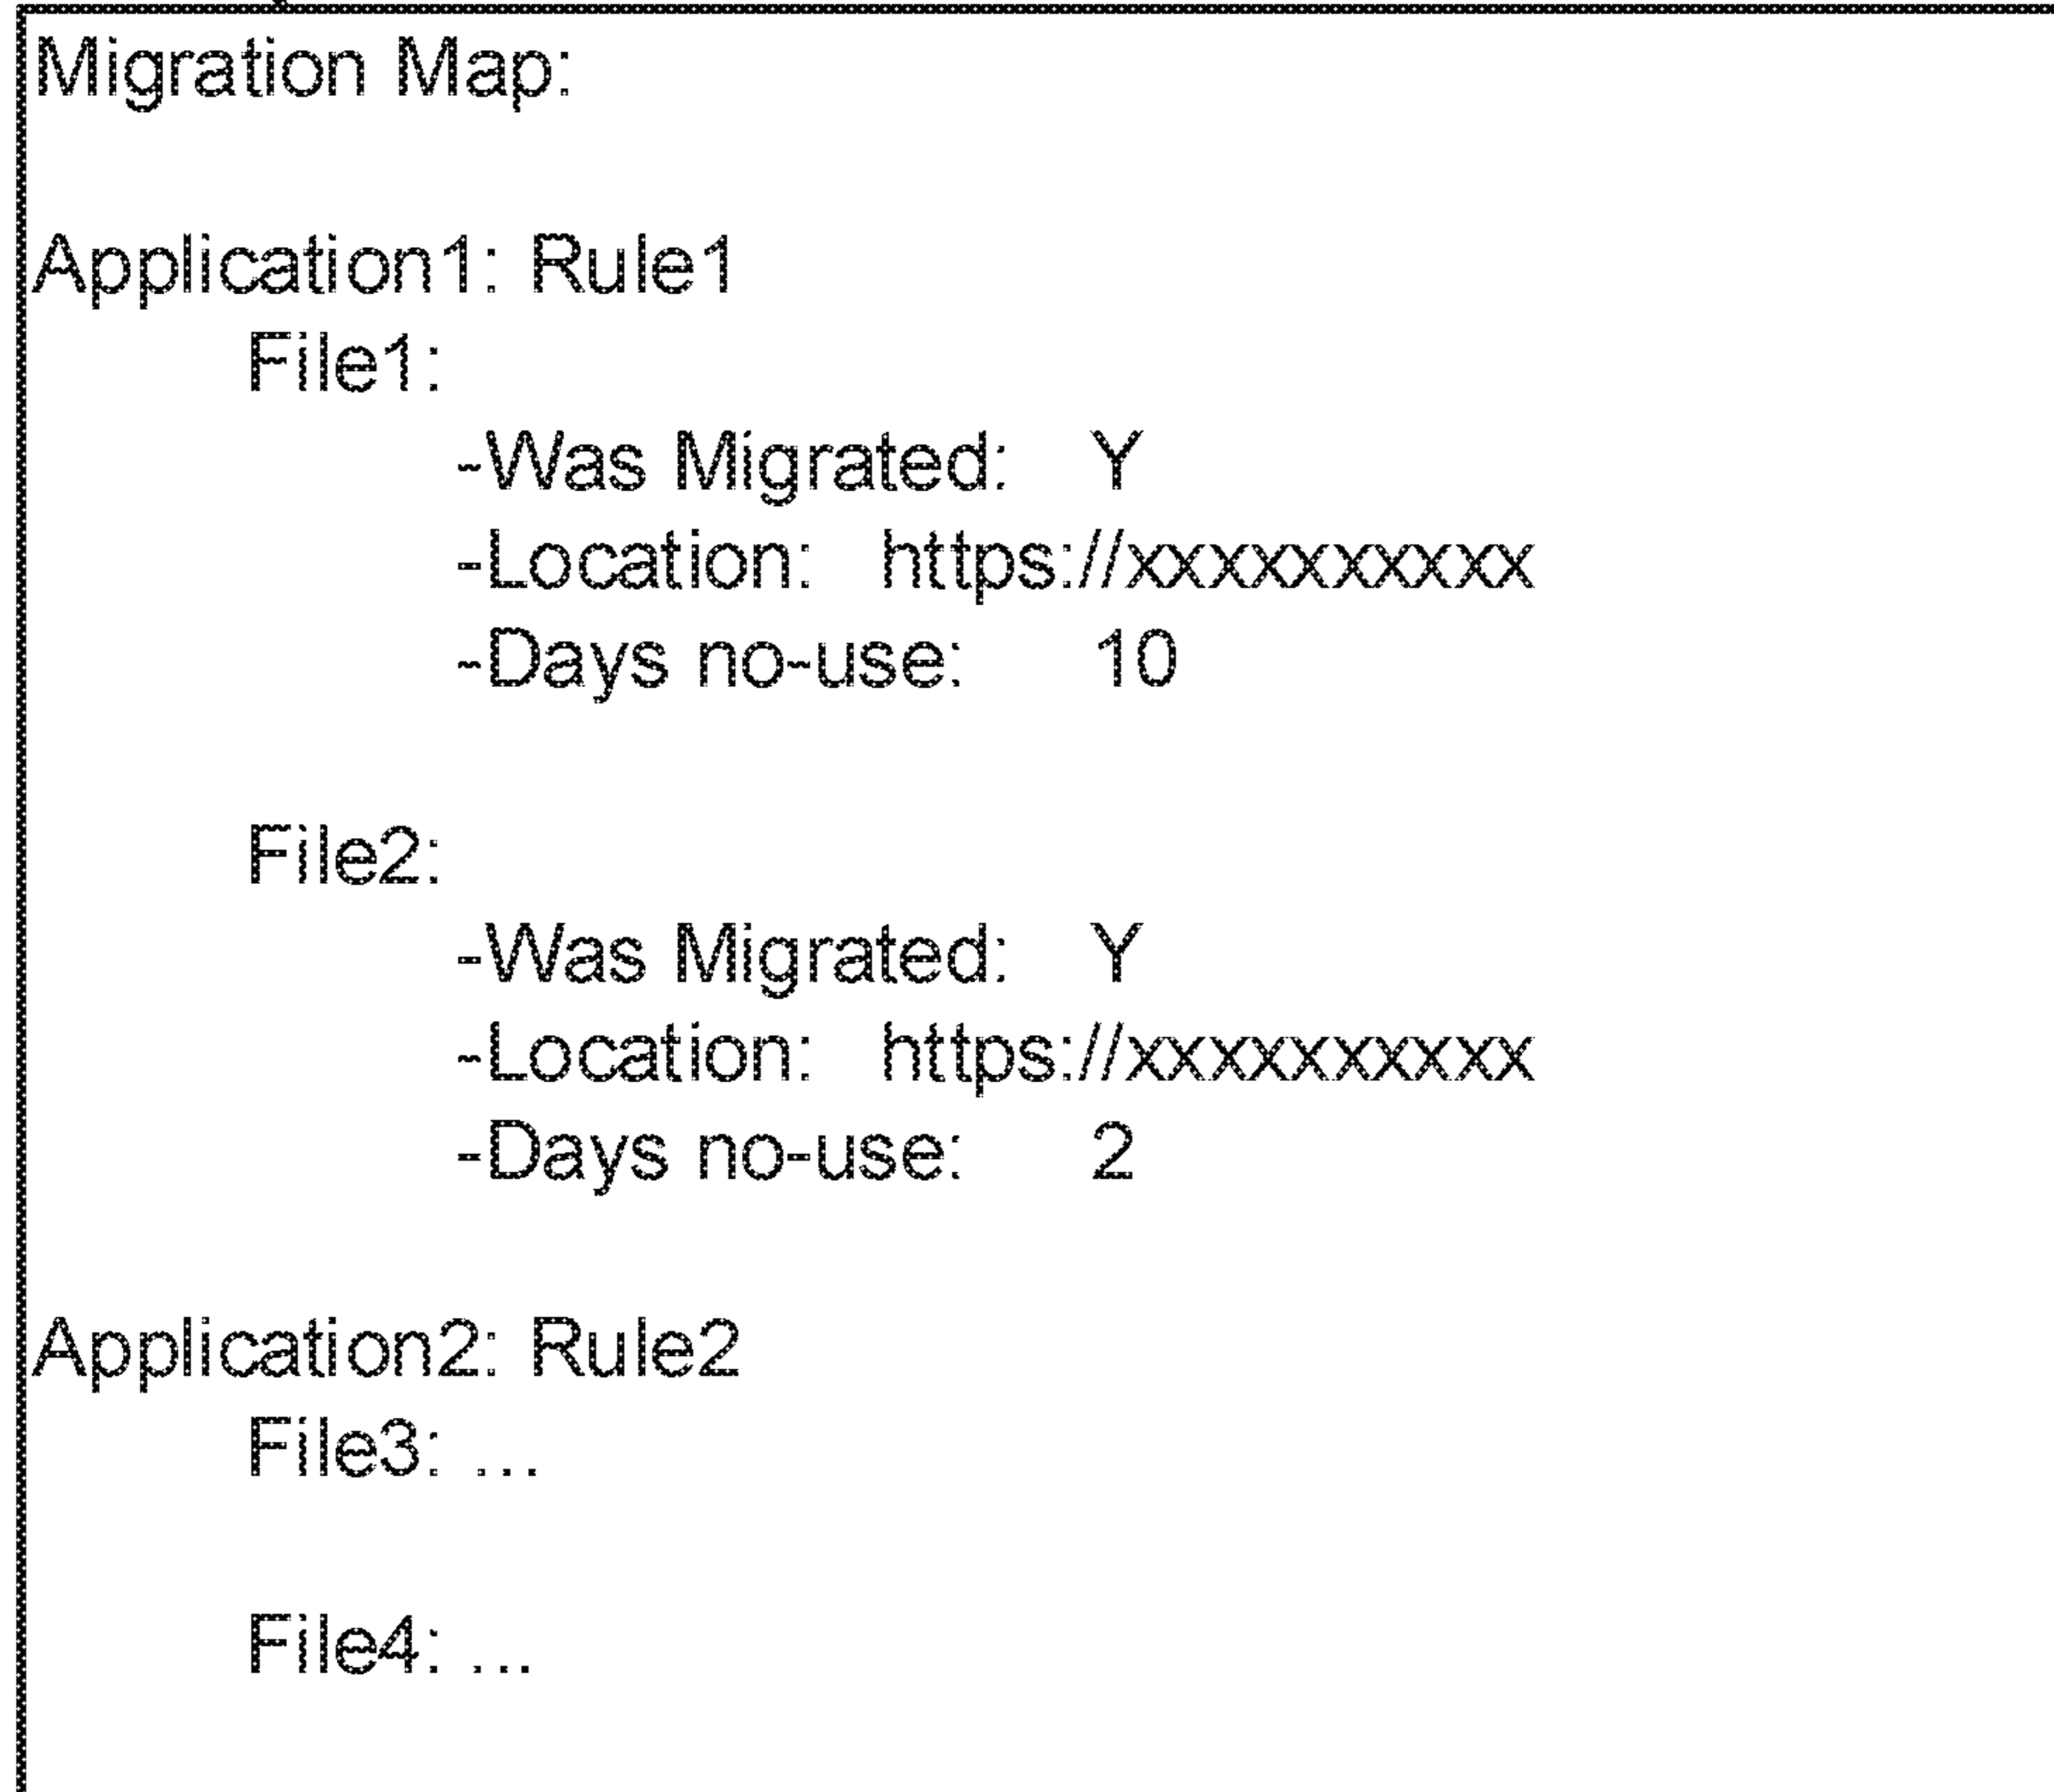 Migration Map:
Application1: Rule1
File1:
-Was Migrated: Y
-Location: https://xxxxxxxxxx
-Days no-use: 10
File2:
-Was Migrated: Y
-Location: https://xxxxxxxxxx
-Days no-use: 2
Application2: Rule2
File3: ...
File4: ...